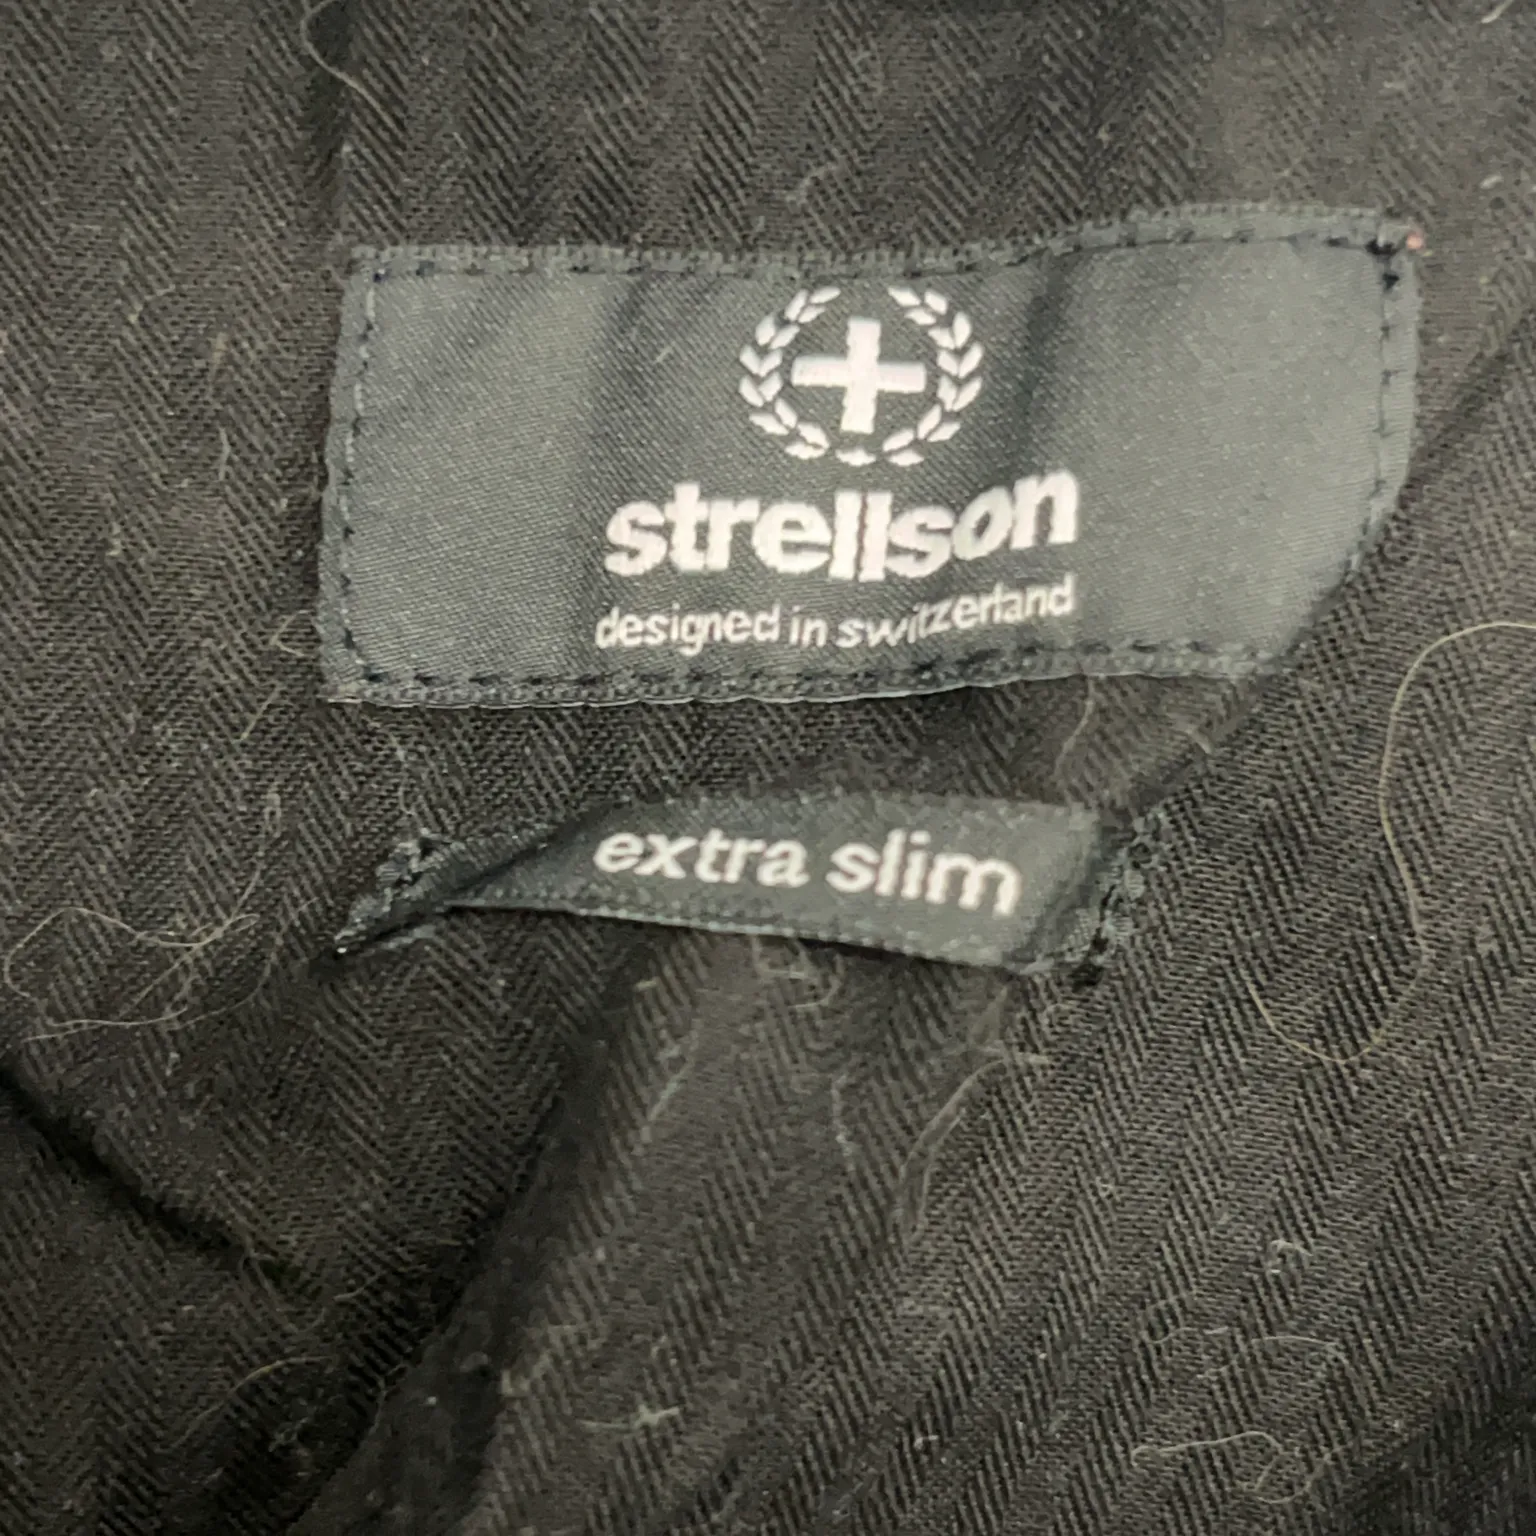 strellson
designed in switzerland
extra slim